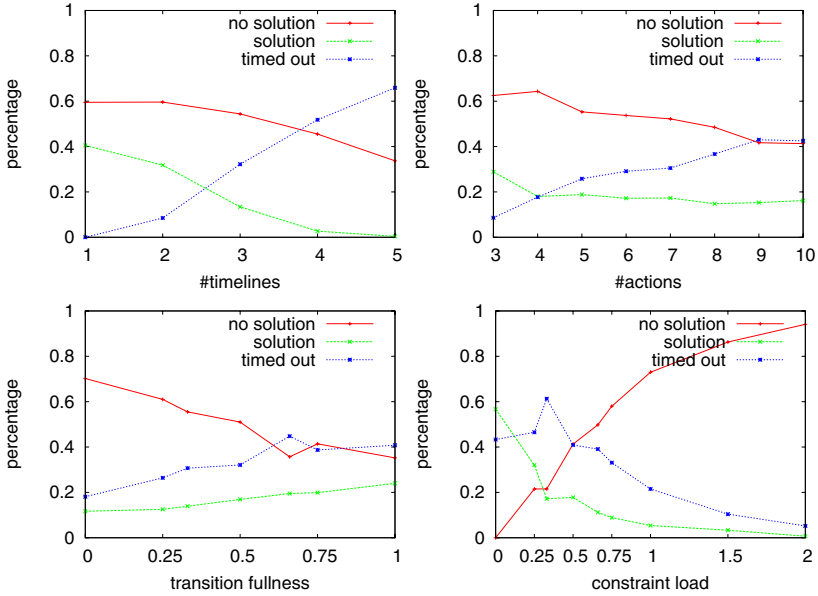 1
0.8
0.6
0.4
0.2
0
percentage
no solution
solution
timed out
1 2 3 4 5
#timelines
1
0.8
0.6
0.4
0.2
0
percentage
no solution
solution
timed out
3 4 5 6 7 8 9 10
#actions
1
0.8
0.6
0.4
0.2
0
percentage
no solution
solution
timed out
0 0.25 0.5 0.75 1
transition fullness
1
0.8
0.6
0.4
0.2
0
percentage
no solution
solution
timed out
0 0.25 0.5 0.75 1 1.5 2
constraint load